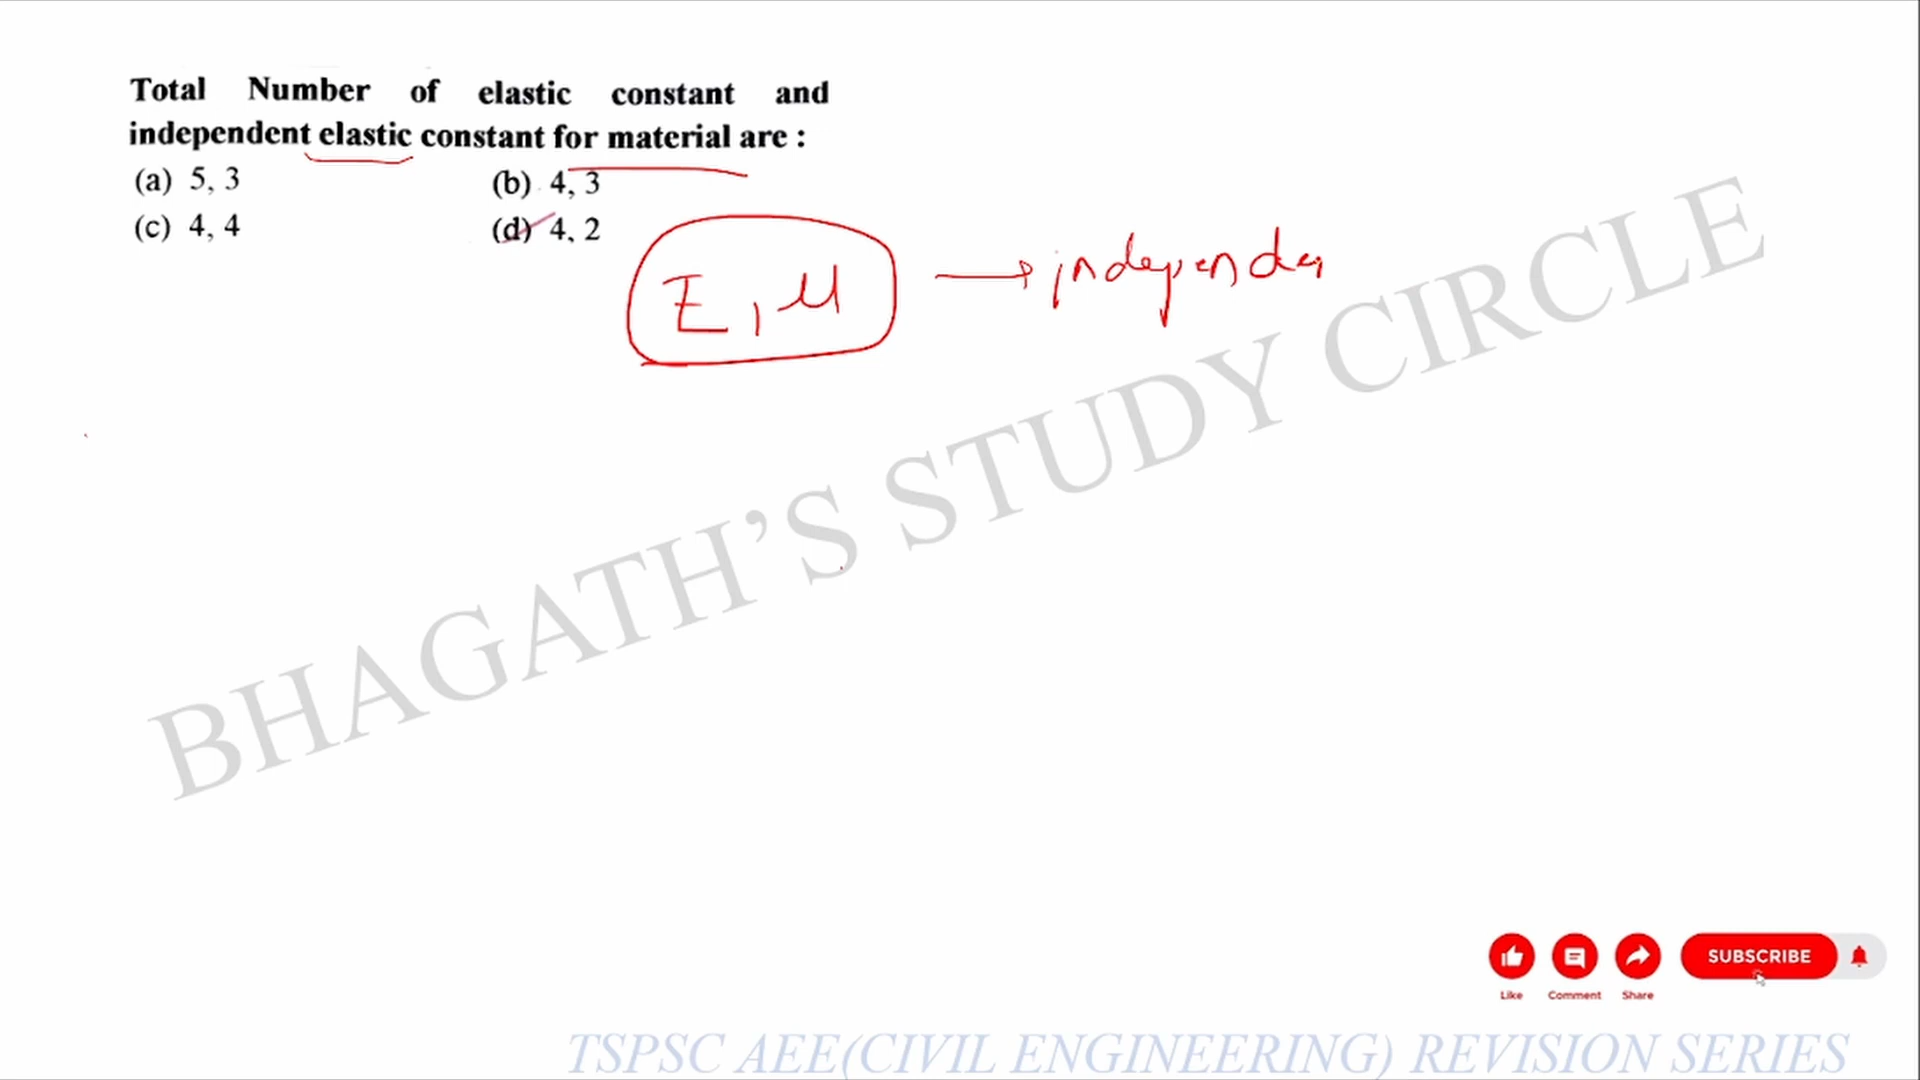 Total Number of elastic constant and
independent elastic constant for material are :
(a) 5, 3 (b) 4, 3
(c) 4, 4 (d) 4, 2
E, μ → independen
BHAGATH'S STUDY CIRCLE
SUBSCRIBE
Like Comment Share
TSPSC AEE(CIVIL ENGINEERING) REVISION SERIES